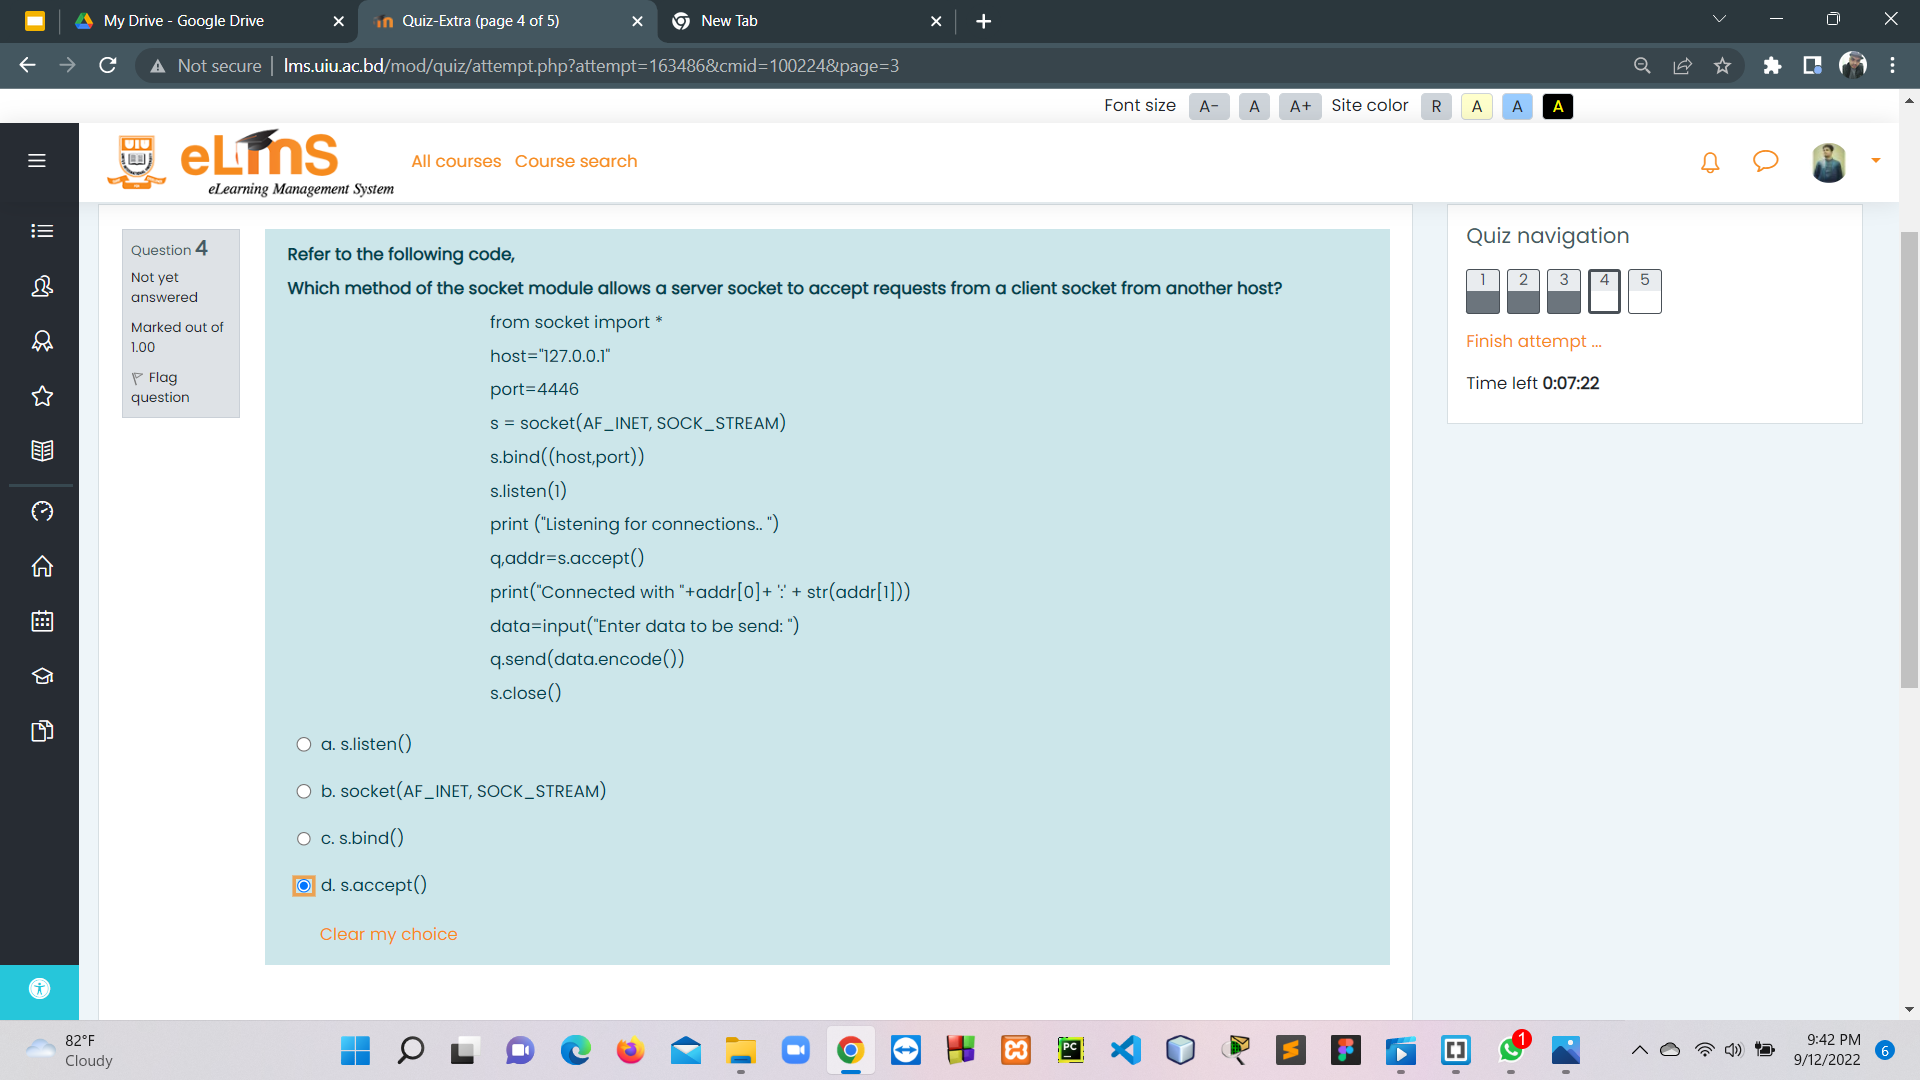 My Drive - Google Drive
Quiz-Extra (page 4 of 5)
New Tab
Not secure
lms.uiu.ac.bd/mod/quiz/attempt.php?attempt=163486&cmid=100224&page=3
Font size A- A A+ Site color R A A A
UIU
eLmS
eLearning Management System
All courses Course search
Question 4
Not yet
answered
Marked out of
1.00
Flag
question
Refer to the following code,
Which method of the socket module allows a server socket to accept requests from a client socket from another host?
from socket import *
host="127.0.0.1"
port=4446
s = socket(AF_INET, SOCK_STREAM)
s.bind((host,port))
s.listen(1)
print ("Listening for connections.. ")
q,addr=s.accept()
print("Connected with "+addr[0]+ ':' + str(addr[1]))
data=input("Enter data to be send: ")
q.send(data.encode())
s.close()
a. s.listen()
b. socket(AF_INET, SOCK_STREAM)
c. s.bind()
d. s.accept()
Clear my choice
Quiz navigation
1 2 3 4 5
Finish attempt ...
Time left 0:07:22
82°F
Cloudy
PC
1
9:42 PM
9/12/2022
6